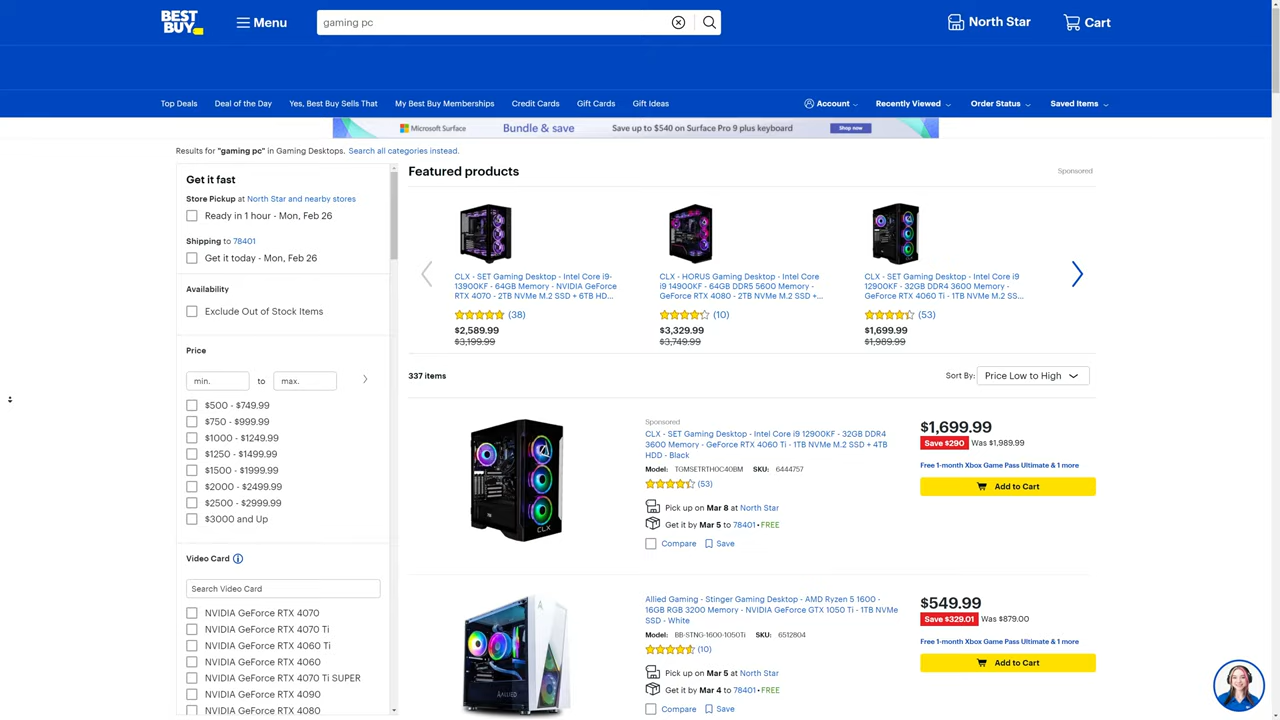 BEST BUY
Menu
gaming pc
North Star
Cart
Top Deals
Deal of the Day
Yes, Best Buy Sells That
My Best Buy Memberships
Credit Cards
Gift Cards
Gift Ideas
Account
Recently Viewed
Order Status
Saved Items
Microsoft Surface
Bundle & save
Save up to $540 on Surface Pro 9 plus keyboard
Shop now
Results for "gaming pc" in Gaming Desktops. Search all categories instead.
Get it fast
Store Pickup at North Star and nearby stores
Ready in 1 hour - Mon, Feb 26
Shipping to 78401
Get it today - Mon, Feb 26
Availability
Exclude Out of Stock Items
Price
min.
to
max.
$500 - $749.99
$750 - $999.99
$1000 - $1249.99
$1250 - $1499.99
$1500 - $1999.99
$2000 - $2499.99
$2500 - $2999.99
$3000 and Up
Video Card
Search Video Card
NVIDIA GeForce RTX 4070
NVIDIA GeForce RTX 4070 Ti
NVIDIA GeForce RTX 4060 Ti
NVIDIA GeForce RTX 4060
NVIDIA GeForce RTX 4070 Ti SUPER
NVIDIA GeForce RTX 4090
NVIDIA GeForce RTX 4080
Featured products
Sponsored
CLX - SET Gaming Desktop - Intel Core i9-
13900KF - 64GB Memory - NVIDIA GeForce
RTX 4070 - 2TB NVMe M.2 SSD + 6TB HD...
(38)
$2,589.99
$3,199.99
CLX - HORUS Gaming Desktop - Intel Core
i9 14900KF - 64GB DDR5 5600 Memory -
GeForce RTX 4080 - 2TB NVMe M.2 SSD +...
(10)
$3,329.99
$3,749.99
CLX - SET Gaming Desktop - Intel Core i9
12900KF - 32GB DDR4 3600 Memory -
GeForce RTX 4060 Ti - 1TB NVMe M.2 SS...
(53)
$1,699.99
$1,989.99
337 items
Sort By: Price Low to High
Sponsored
CLX - SET Gaming Desktop - Intel Core i9 12900KF - 32GB DDR4
3600 Memory - GeForce RTX 4060 Ti - 1TB NVMe M.2 SSD + 4TB
HDD - Black
Model: TGMSETRTH0C40BM SKU: 6444757
(53)
Pick up on Mar 8 at North Star
Get it by Mar 5 to 78401 • FREE
Compare
Save
$1,699.99
Save $290 Was $1,989.99
Free 1-month Xbox Game Pass Ultimate & 1 more
Add to Cart
CLX
Allied Gaming - Stinger Gaming Desktop - AMD Ryzen 5 1600 -
16GB RGB 3200 Memory - NVIDIA GeForce GTX 1050 Ti - 1TB NVMe
SSD - White
Model: BB-STNG-1600-1050Ti SKU: 6512804
(10)
Pick up on Mar 5 at North Star
Get it by Mar 4 to 78401 • FREE
Compare
Save
$549.99
Save $329.01 Was $879.00
Free 1-month Xbox Game Pass Ultimate & 1 more
Add to Cart
ALLIED